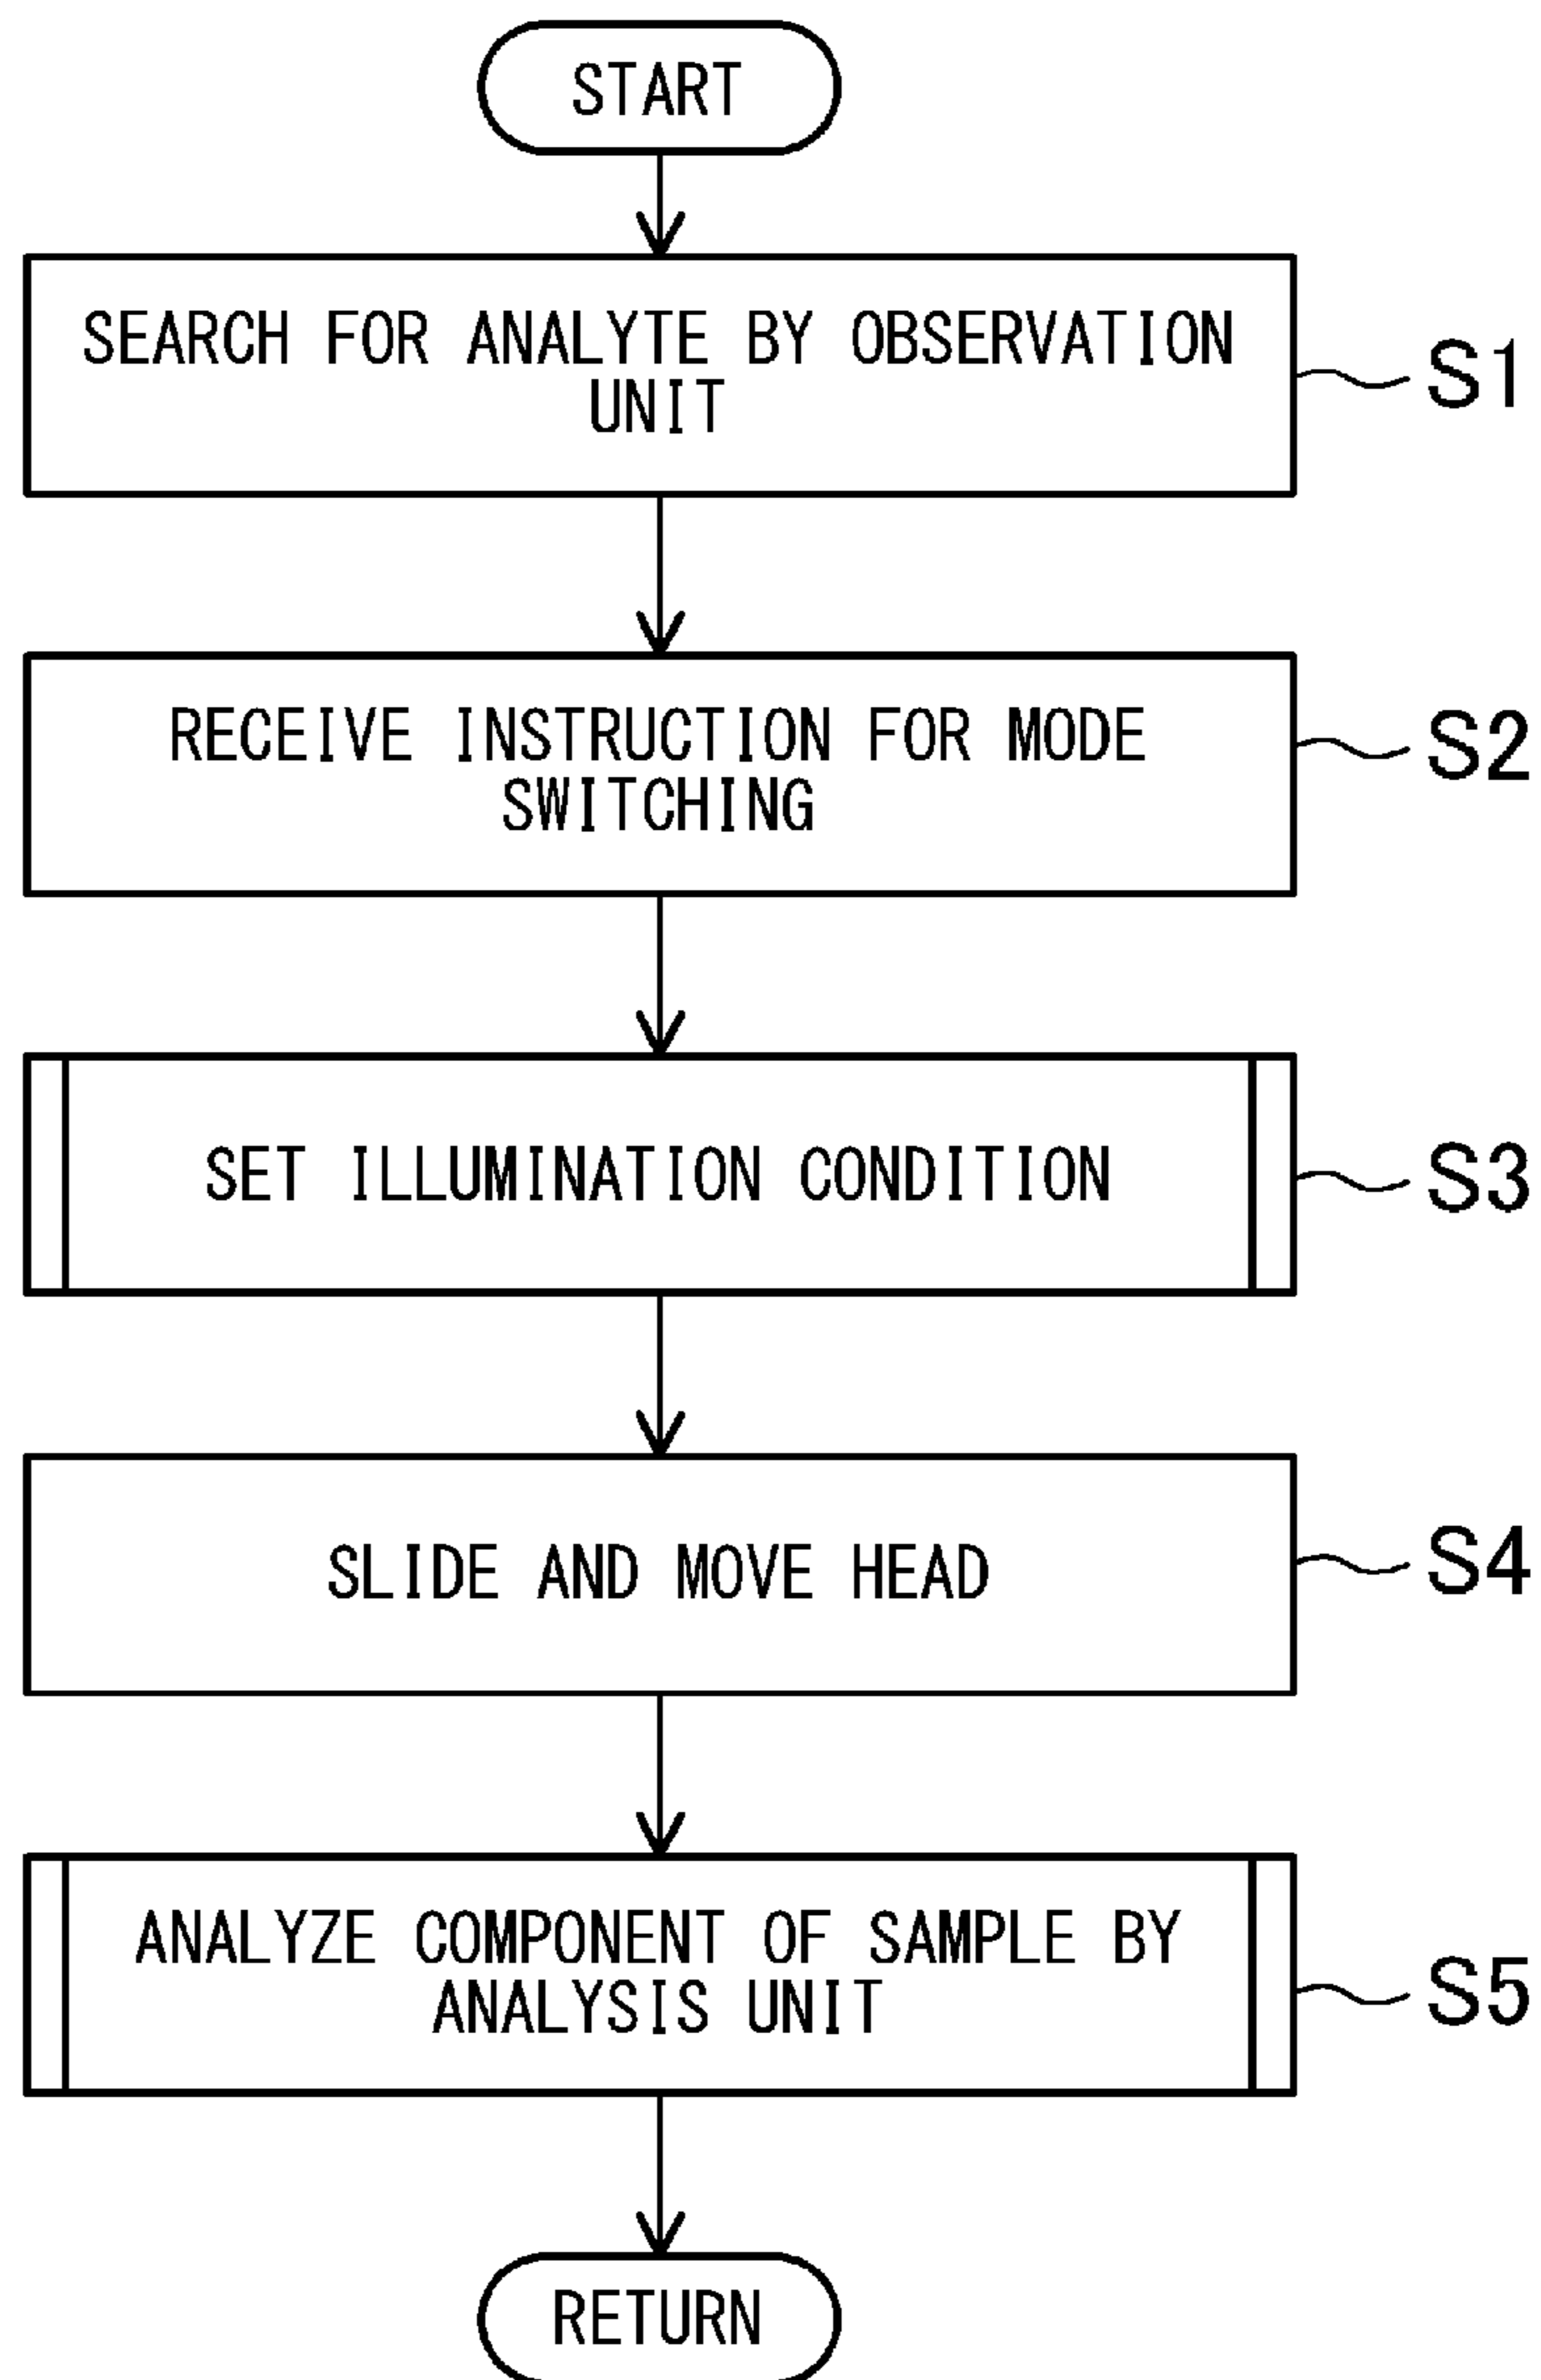 START
SEARCH FOR ANALYTE BY OBSERVATION
UNIT
S1
RECEIVE INSTRUCTION FOR MODE
SWITCHING
S2
SET ILLUMINATION CONDITION
S3
SLIDE AND MOVE HEAD
S4
ANALYZE COMPONENT OF SAMPLE BY
ANALYSIS UNIT
S5
RETURN